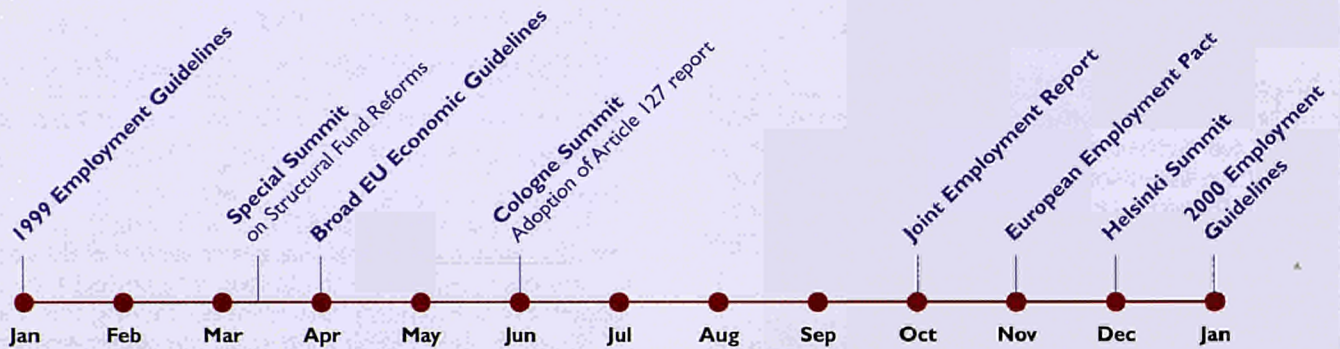 1999 Employment Guidelines
Special Summit
on Structural Fund Reforms
Broad EU Economic Guidelines
Cologne Summit
Adoption of Article 127 report
Joint Employment Report
European Employment Pact
Helsinki Summit
2000 Employment
Guidelines
Jan Feb Mar Apr May Jun Jul Aug Sep Oct Nov Dec Jan